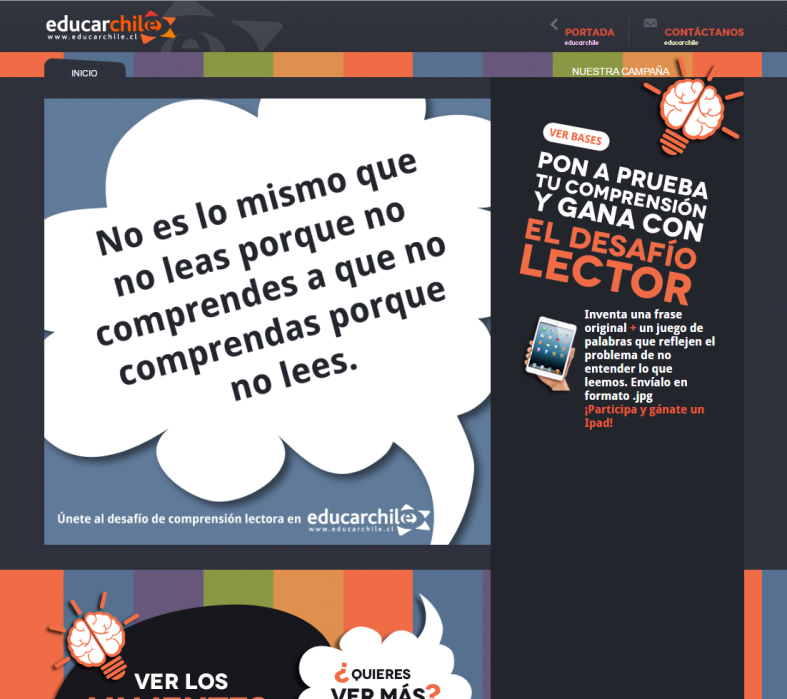 educarchile
www.educarchile.cl
PORTADA
educarchile
CONTÁCTANOS
educarchile
INICIO
NUESTRA CAMPAÑA
No es lo mismo que
no leas porque no
comprendes a que no
comprendas porque
no lees.
Únete al desafío de comprensión lectora en educarchile
www.educarchile.cl
VER BASES
PON A PRUEBA
TU COMPRENSIÓN
Y GANA CON
EL DESAFÍO
LECTOR
Inventa una frase
original + un juego de
palabras que reflejen el
problema de no
entender lo que
leemos. Envíalo en
formato .jpg
¡Participa y gánate un
Ipad!
VER LOS
¿QUIERES
VER MÁS?